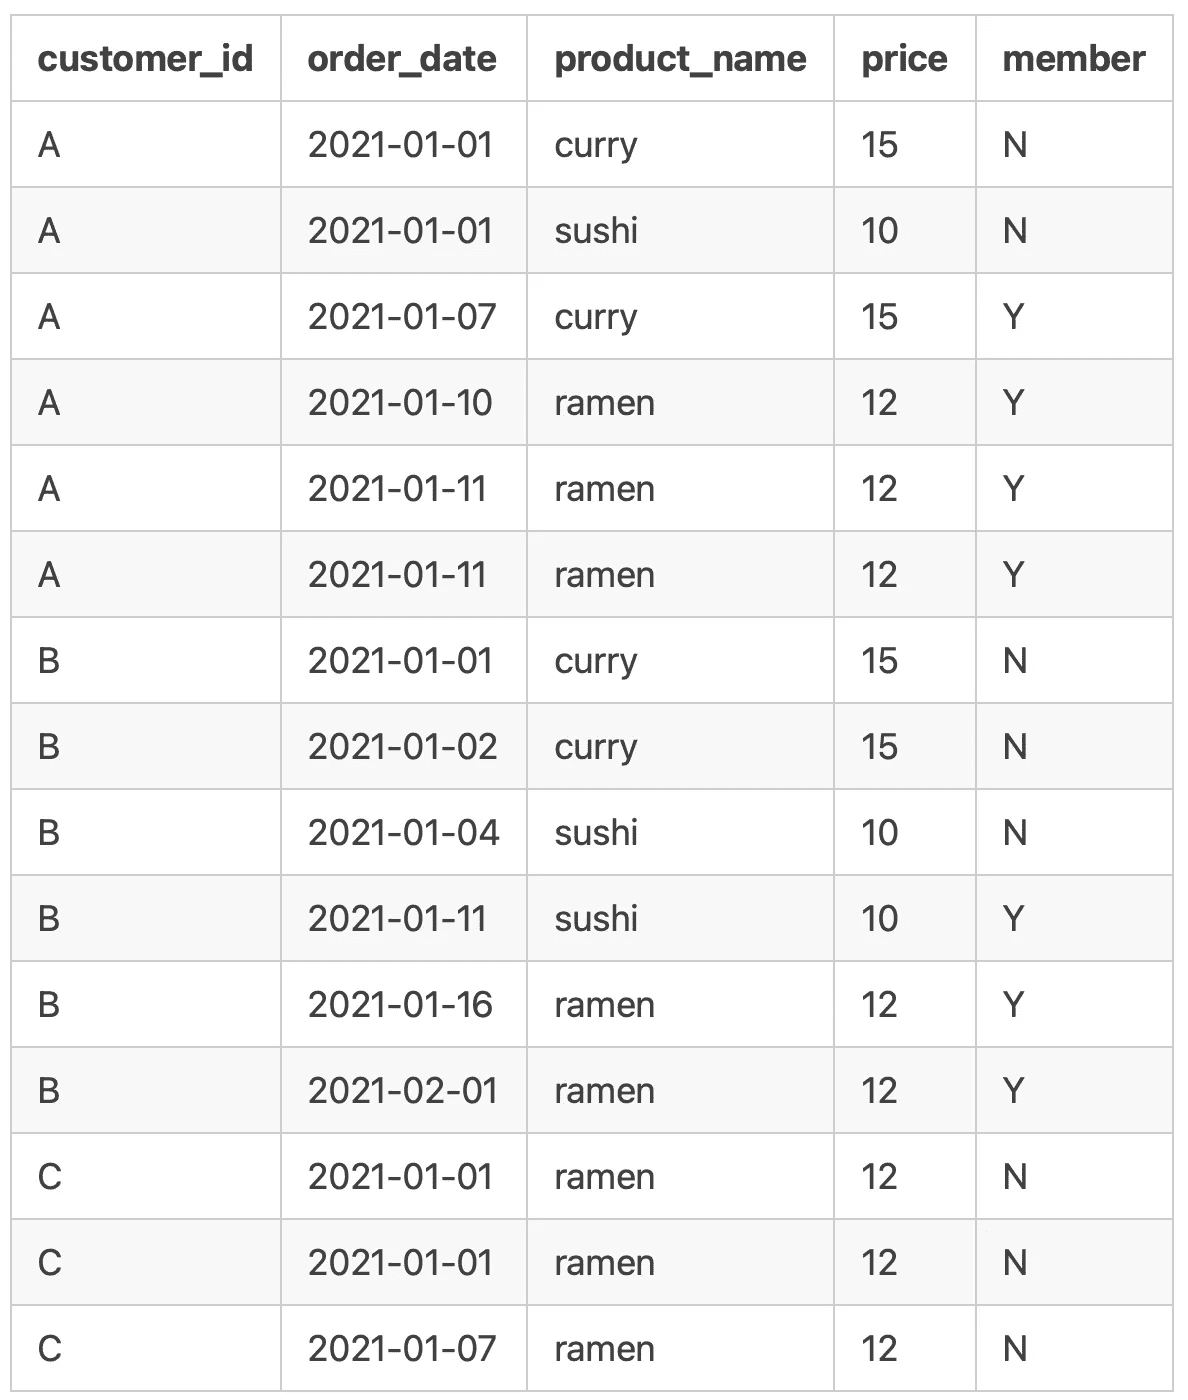 customer_id order_date product_name price member
A 2021-01-01 curry 15 N
A 2021-01-01 sushi 10 N
A 2021-01-07 curry 15 Y
A 2021-01-10 ramen 12 Y
A 2021-01-11 ramen 12 Y
A 2021-01-11 ramen 12 Y
B 2021-01-01 curry 15 N
B 2021-01-02 curry 15 N
B 2021-01-04 sushi 10 N
B 2021-01-11 sushi 10 Y
B 2021-01-16 ramen 12 Y
B 2021-02-01 ramen 12 Y
C 2021-01-01 ramen 12 N
C 2021-01-01 ramen 12 N
C 2021-01-07 ramen 12 N